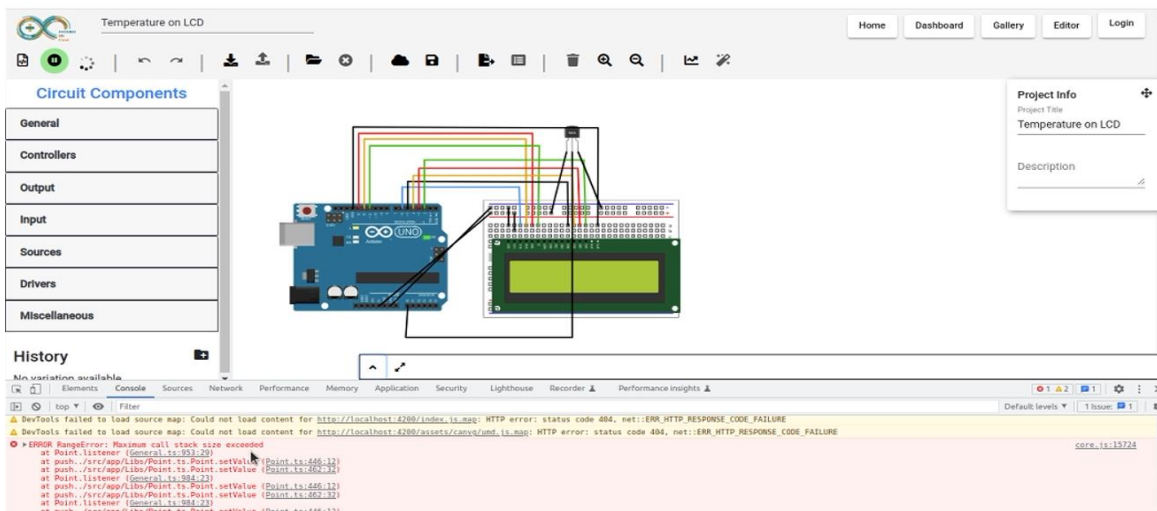 Temperature on LCD
Home
Dashboard
Gallery
Editor
Login
Circuit Components
General
Controllers
Output
Input
Sources
Drivers
Miscellaneous
History
No variation available
Project Info
Project Title
Temperature on LCD
Description
UNO
Arduino
Elements Console Sources Network Performance Memory Application Security Lighthouse Recorder Performance insights 1 2 1
top Filter Default levels 1 Issue: 1
DevTools failed to load source map: Could not load content for http://localhost:4200/index.js.map: HTTP error: status code 404, net::ERR_HTTP_RESPONSE_CODE_FAILURE
DevTools failed to load source map: Could not load content for http://localhost:4200/assets/canvg/umd.js.map: HTTP error: status code 404, net::ERR_HTTP_RESPONSE_CODE_FAILURE
ERROR RangeError: Maximum call stack size exceeded core.js:15724
at Point.listener (General.ts:953:29)
at push../src/app/Libs/Point.ts.Point.setValue (Point.ts:446:12)
at push../src/app/Libs/Point.ts.Point.setValue (Point.ts:462:32)
at Point.listener (General.ts:984:23)
at push../src/app/Libs/Point.ts.Point.setValue (Point.ts:446:12)
at push../src/app/Libs/Point.ts.Point.setValue (Point.ts:462:32)
at Point.listener (General.ts:984:23)